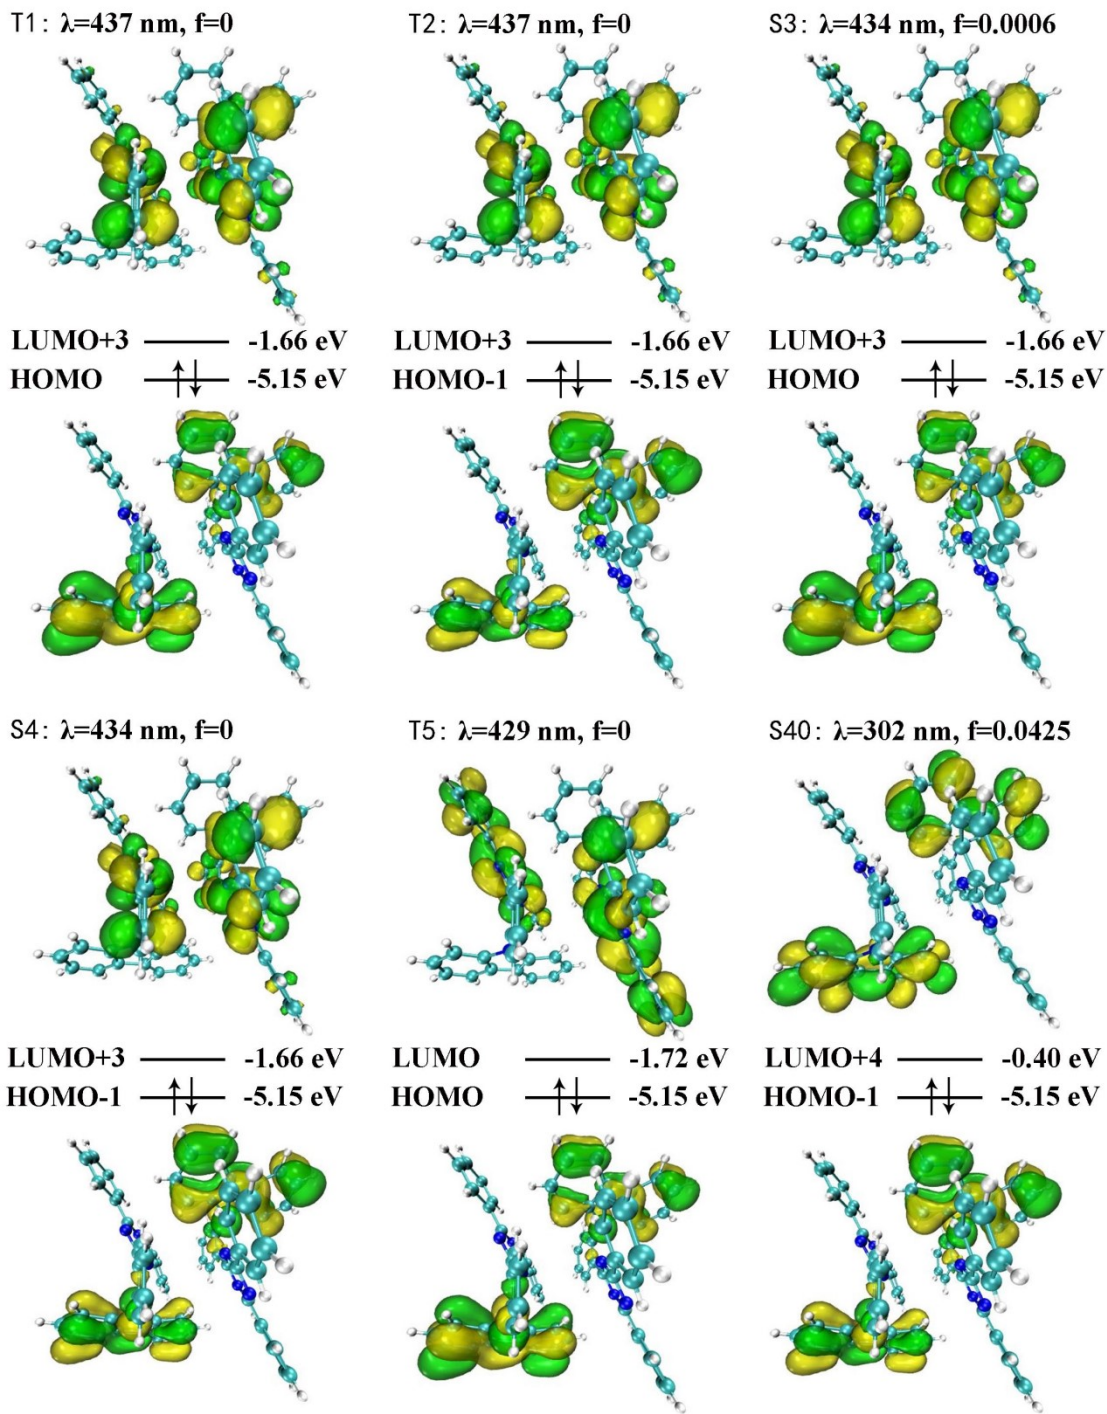 T1: λ=437 nm, f=0
T2: λ=437 nm, f=0
S3: λ=434 nm, f=0.0006
LUMO+3 -1.66 eV
HOMO -5.15 eV
LUMO+3 -1.66 eV
HOMO-1 -5.15 eV
LUMO+3 -1.66 eV
HOMO -5.15 eV
S4: λ=434 nm, f=0
T5: λ=429 nm, f=0
S40: λ=302 nm, f=0.0425
LUMO+3 -1.66 eV
HOMO-1 -5.15 eV
LUMO -1.72 eV
HOMO -5.15 eV
LUMO+4 -0.40 eV
HOMO-1 -5.15 eV